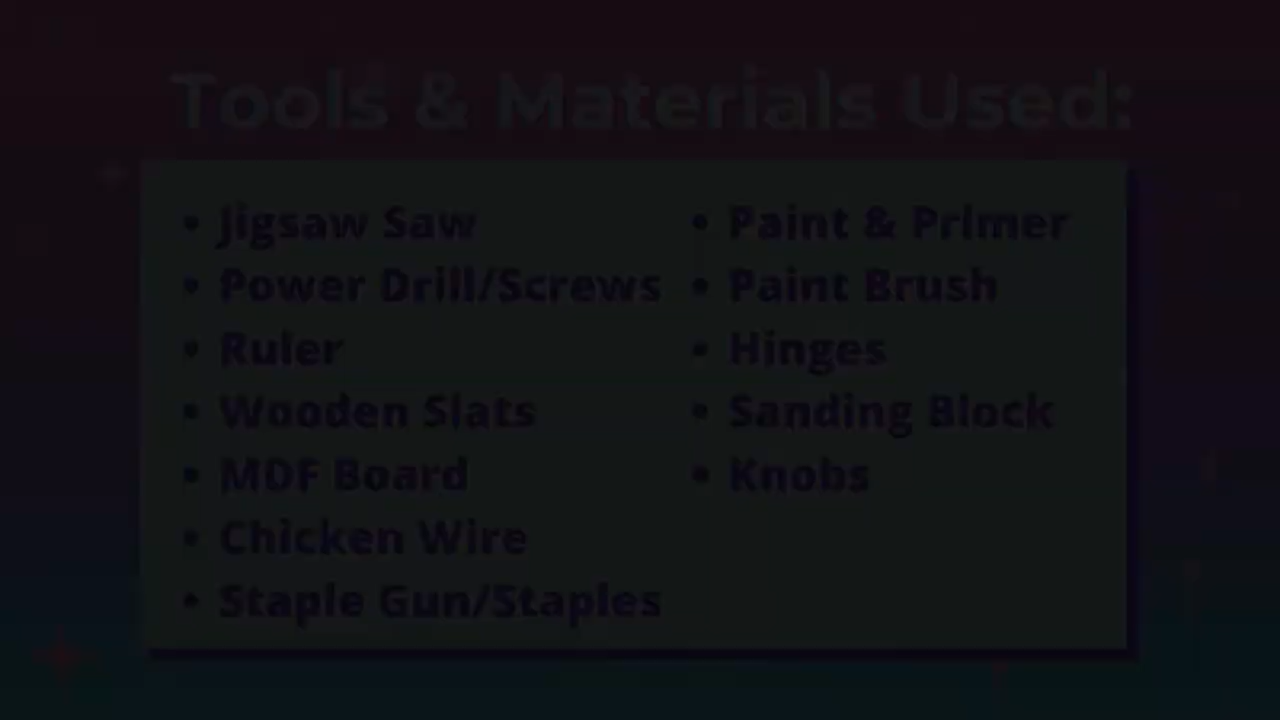 Tools & Materials Used:
• Jigsaw Saw
• Power Drill/Screws
• Ruler
• Wooden Slats
• MDF Board
• Chicken Wire
• Staple Gun/Staples
• Paint & Primer
• Paint Brush
• Hinges
• Sanding Block
• Knobs